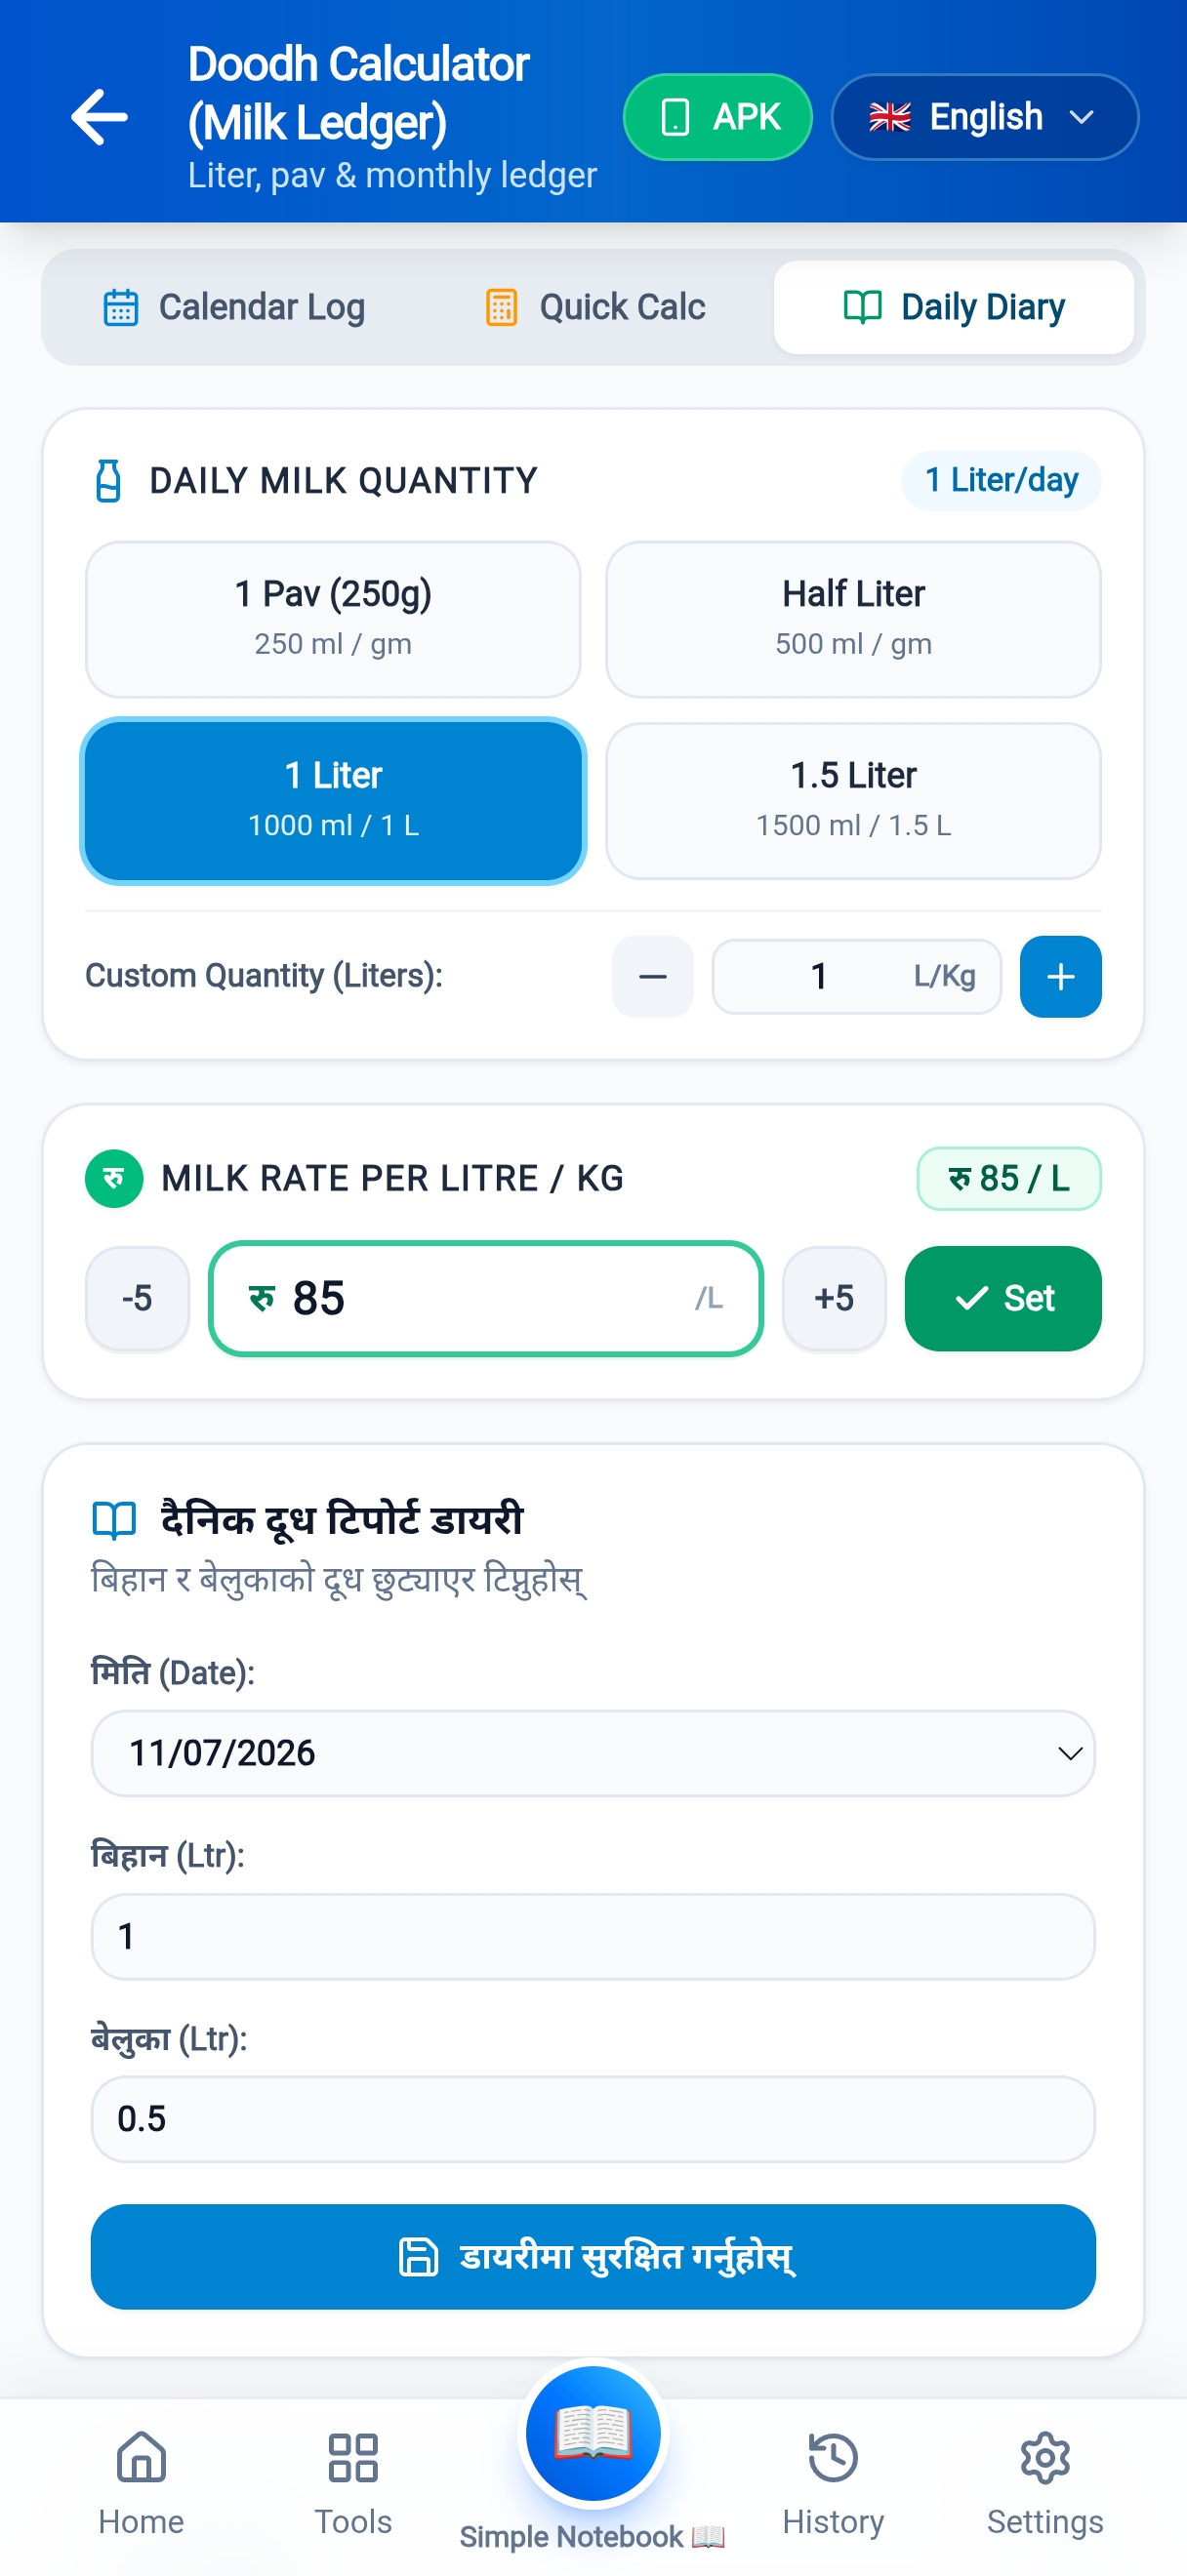 Doodh Calculator
(Milk Ledger)
Liter, pav & monthly ledger
APK
English
Calendar Log
Quick Calc
Daily Diary
DAILY MILK QUANTITY
1 Liter/day
1 Pav (250g)
250 ml / gm
Half Liter
500 ml / gm
1 Liter
1000 ml / 1 L
1.5 Liter
1500 ml / 1.5 L
Custom Quantity (Liters):
−
1
L/Kg
+
रु
MILK RATE PER LITRE / KG
रु 85 / L
-5
रु 85
/L
+5
Set
दैनिक दूध टिपोर्ट डायरी
बिहान र बेलुकाको दूध छुट्याएर टिप्नुहोस्
मिति (Date):
11/07/2026
बिहान (Ltr):
1
बेलुका (Ltr):
0.5
डायरीमा सुरक्षित गर्नुहोस्
Home
Tools
Simple Notebook 📖
History
Settings